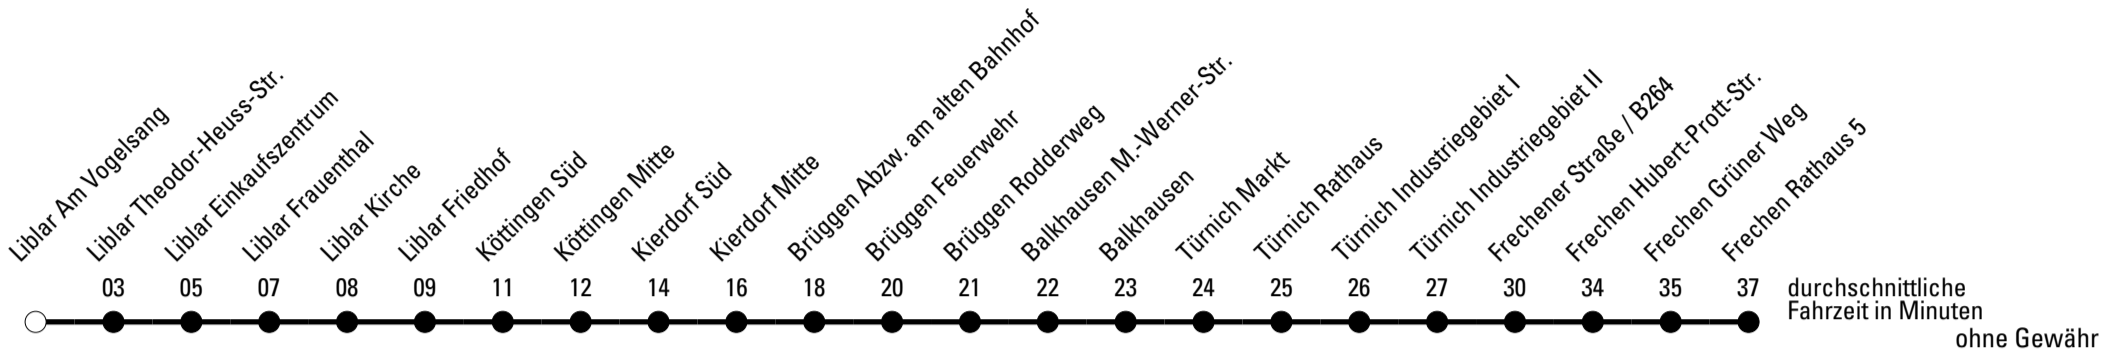 Liblar Am Vogelsang
Liblar Theodor-Heuss-Str.
Liblar Einkaufszentrum
Liblar Frauenthal
Liblar Kirche
Liblar Friedhof
Köttingen Süd
Köttingen Mitte
Kierdorf Süd
Kierdorf Mitte
Brüggen Abzw. am alten Bahnhof
Brüggen Feuerwehr
Brüggen Rodderweg
Balkhausen M.-Werner-Str.
Balkhausen
Türnich Markt
Türnich Rathaus
Türnich Industriegebiet I
Türnich Industriegebiet II
Frechener Straße / B264
Frechen Hubert-Prott-Str.
Frechen Grüner Weg
Frechen Rathaus 5
03 05 07 08 09 11 12 14 16 18 20 21 22 23 24 25 26 27 30 34 35 37
durchschnittliche
Fahrzeit in Minuten
ohne Gewähr